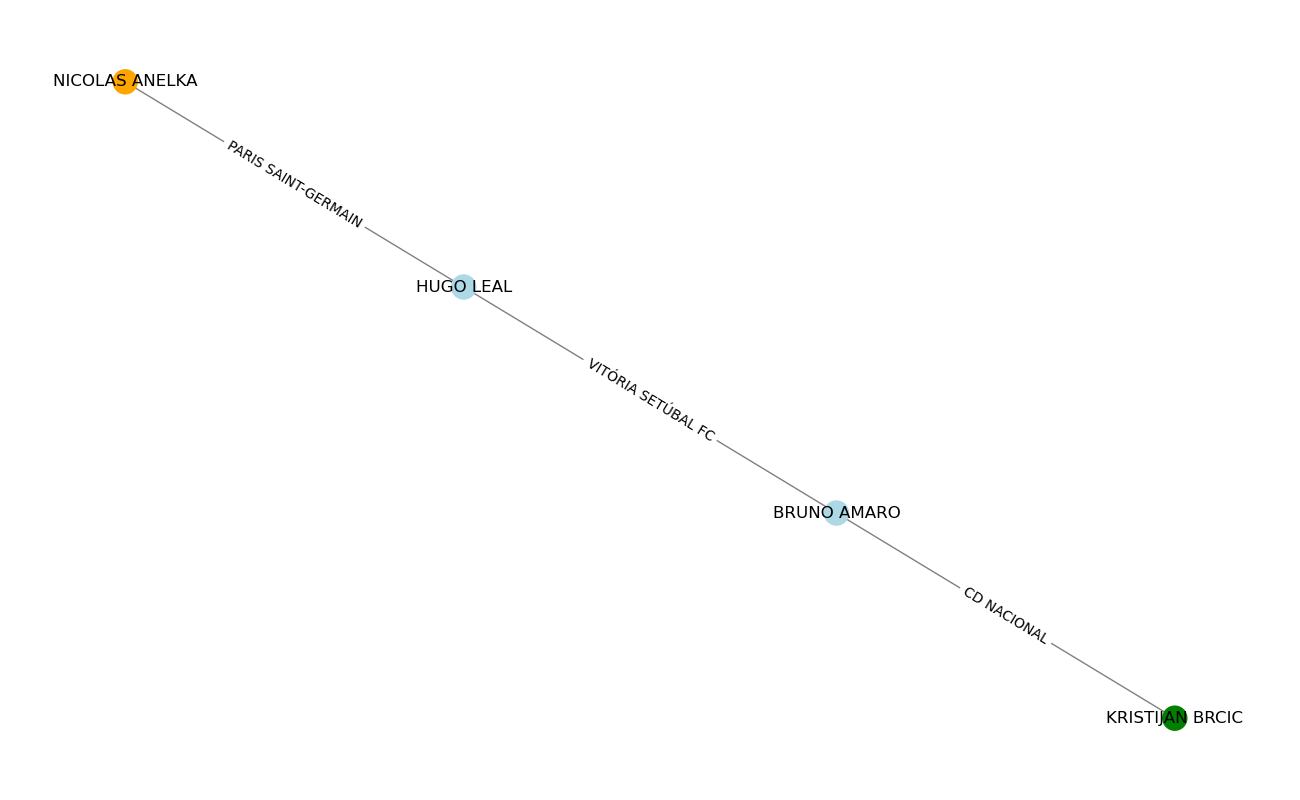 NICOLAS ANELKA
PARIS SAINT-GERMAIN
HUGO LEAL
VITÓRIA SETÚBAL FC
BRUNO AMARO
CD NACIONAL
KRISTIJAN BRCIC